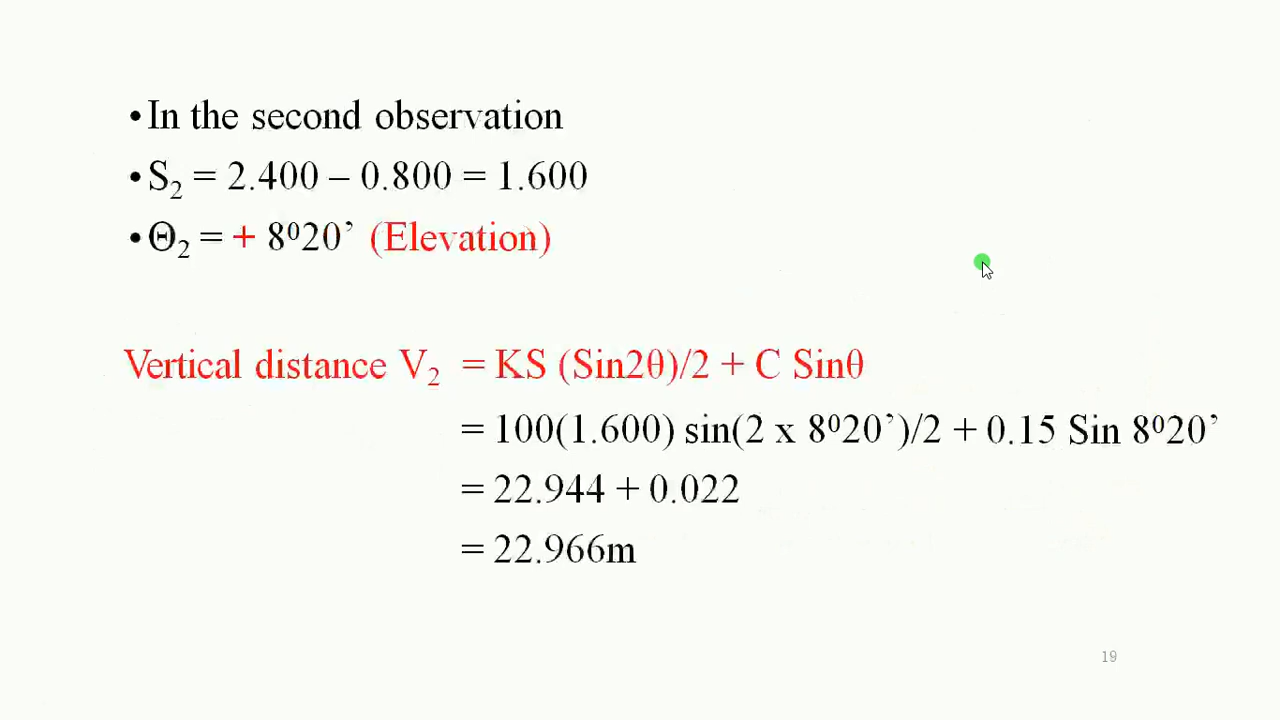 •In the second observation
•S₂ = 2.400 – 0.800 = 1.600
•Θ₂ = + 8⁰20’ (Elevation)
Vertical distance V₂ = KS (Sin2θ)/2 + C Sinθ
= 100(1.600) sin(2 x 8⁰20’)/2 + 0.15 Sin 8⁰20’
= 22.944 + 0.022
= 22.966m
19